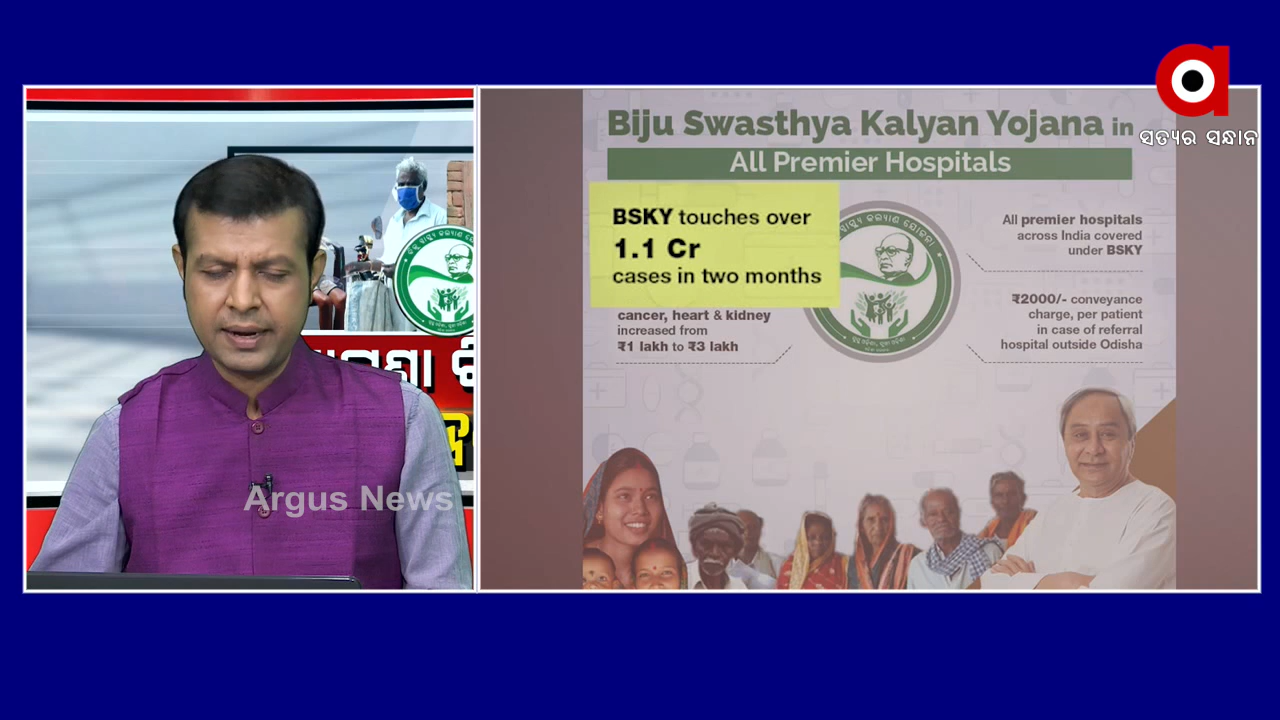 ସତ୍ୟର ସନ୍ଧାନ
Biju Swasthya Kalyan Yojana in
All Premier Hospitals
BSKY touches over
1.1 Cr
cases in two months
cancer, heart & kidney
increased from
₹1 lakh to ₹3 lakh
ବିଜୁ ସ୍ୱାସ୍ଥ୍ୟ କଲ୍ୟାଣ ଯୋଜନା
All premier hospitals
across India covered
under BSKY
₹2000/- conveyance
charge, per patient
in case of referral
hospital outside Odisha
Argus News